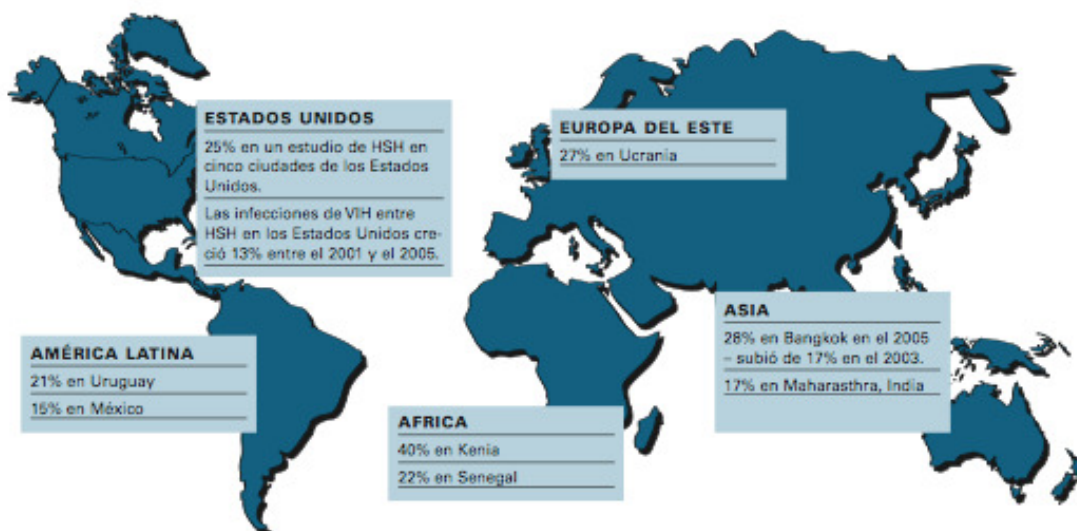 ESTADOS UNIDOS
25% en un estudio de HSH en
cinco ciudades de los Estados
Unidos.
Las infecciones de VIH entre
HSH en los Estados Unidos cre-
ció 13% entre el 2001 y el 2005.
EUROPA DEL ESTE
27% en Ucrania
AMÉRICA LATINA
21% en Uruguay
15% en México
AFRICA
40% en Kenia
22% en Senegal
ASIA
28% en Bangkok en el 2005
– subió de 17% en el 2003.
17% en Maharasthra, India